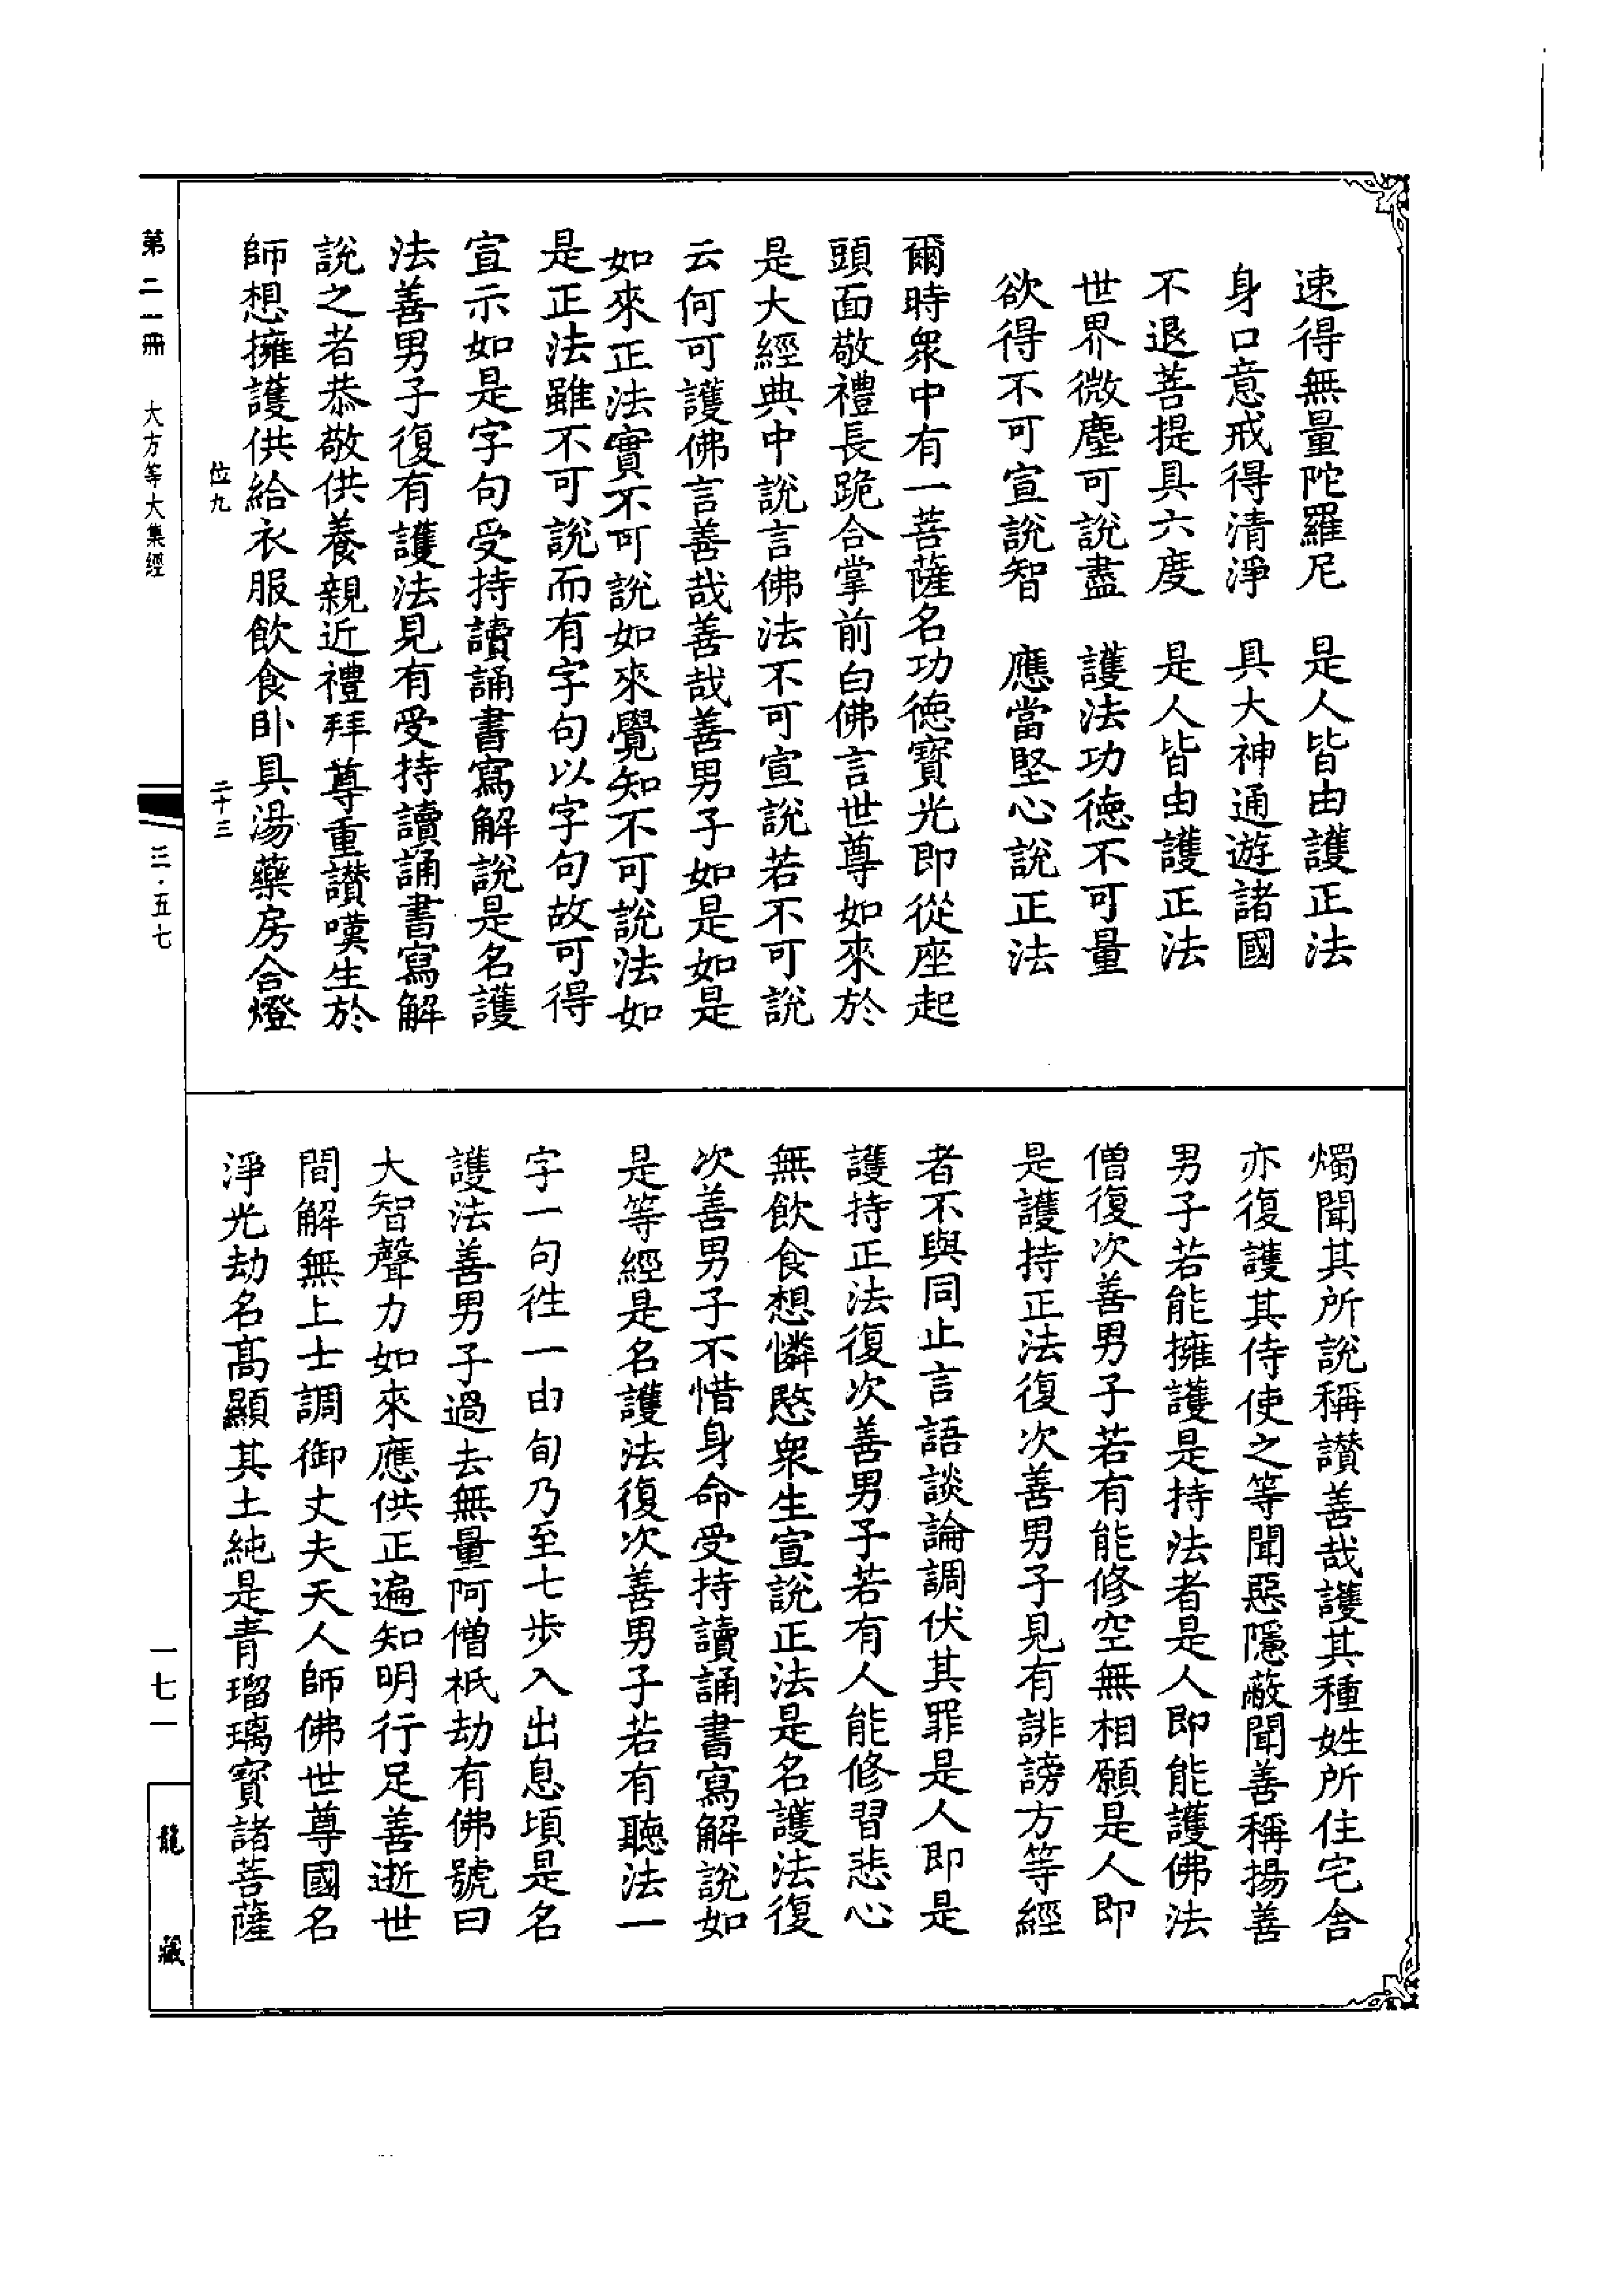 速得無量陀羅尼　是人皆由護正法
身口意戒得清淨　具大神通遊諸國
不退菩提具六度　是人皆由護正法
世界微塵可說盡　護法功德不可量
欲得不可宣說智　應當堅心說正法
爾時衆中有一菩薩名功德寶光即從座起
頭面敬禮長跪合掌前白佛言世尊如來於
是大經典中說言佛法不可宣說若不可說
云何可護佛言善哉善哉善男子如是如是
如來正法實不可說如來覺知不可說法如
是正法雖不可說而有字句以字句故可得
宣示如是字句受持讀誦書寫解說是名護
法善男子復有護法見有受持讀誦書寫解
說之者恭敬供養親近禮拜尊重讚嘆生於
師想擁護供給衣服飲食卧具湯藥房舍燈
位九　二十三
燭聞其所說稱讚善哉護其種姓所住宅舍
亦復護其侍使之等聞惡隱蔽聞善稱揚善
男子若能擁護是持法者是人即能護佛法
僧復次善男子若有能修空無相願是人即
是護持正法復次善男子見有誹謗方等經
者不與同止言語談論調伏其罪是人即是
護持正法復次善男子若有人能修習悲心
無飲食想憐愍衆生宣說正法是名護法復
次善男子不惜身命受持讀誦書寫解說如
是等經是名護法復次善男子若有聽法一
字一句徃一由旬乃至七步入出息頃是名
護法善男子過去無量阿僧祇劫有佛號曰
大智聲力如來應供正遍知明行足善逝世
間解無上士調御丈夫天人師佛世尊國名
淨光劫名高顯其土純是青瑠璃寶諸菩薩
第二一冊　大方等大集經　三·五七　一七一　龍藏